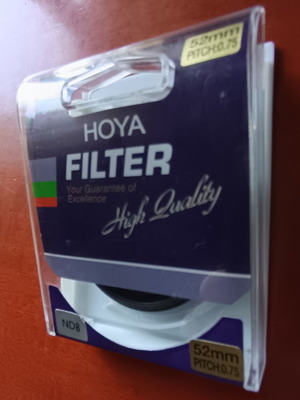 52mm
PITCH:0.75
HOYA
FILTER
Your Guarantee of
Excellence
High Quality
ND8
52mm
PITCH:0.75